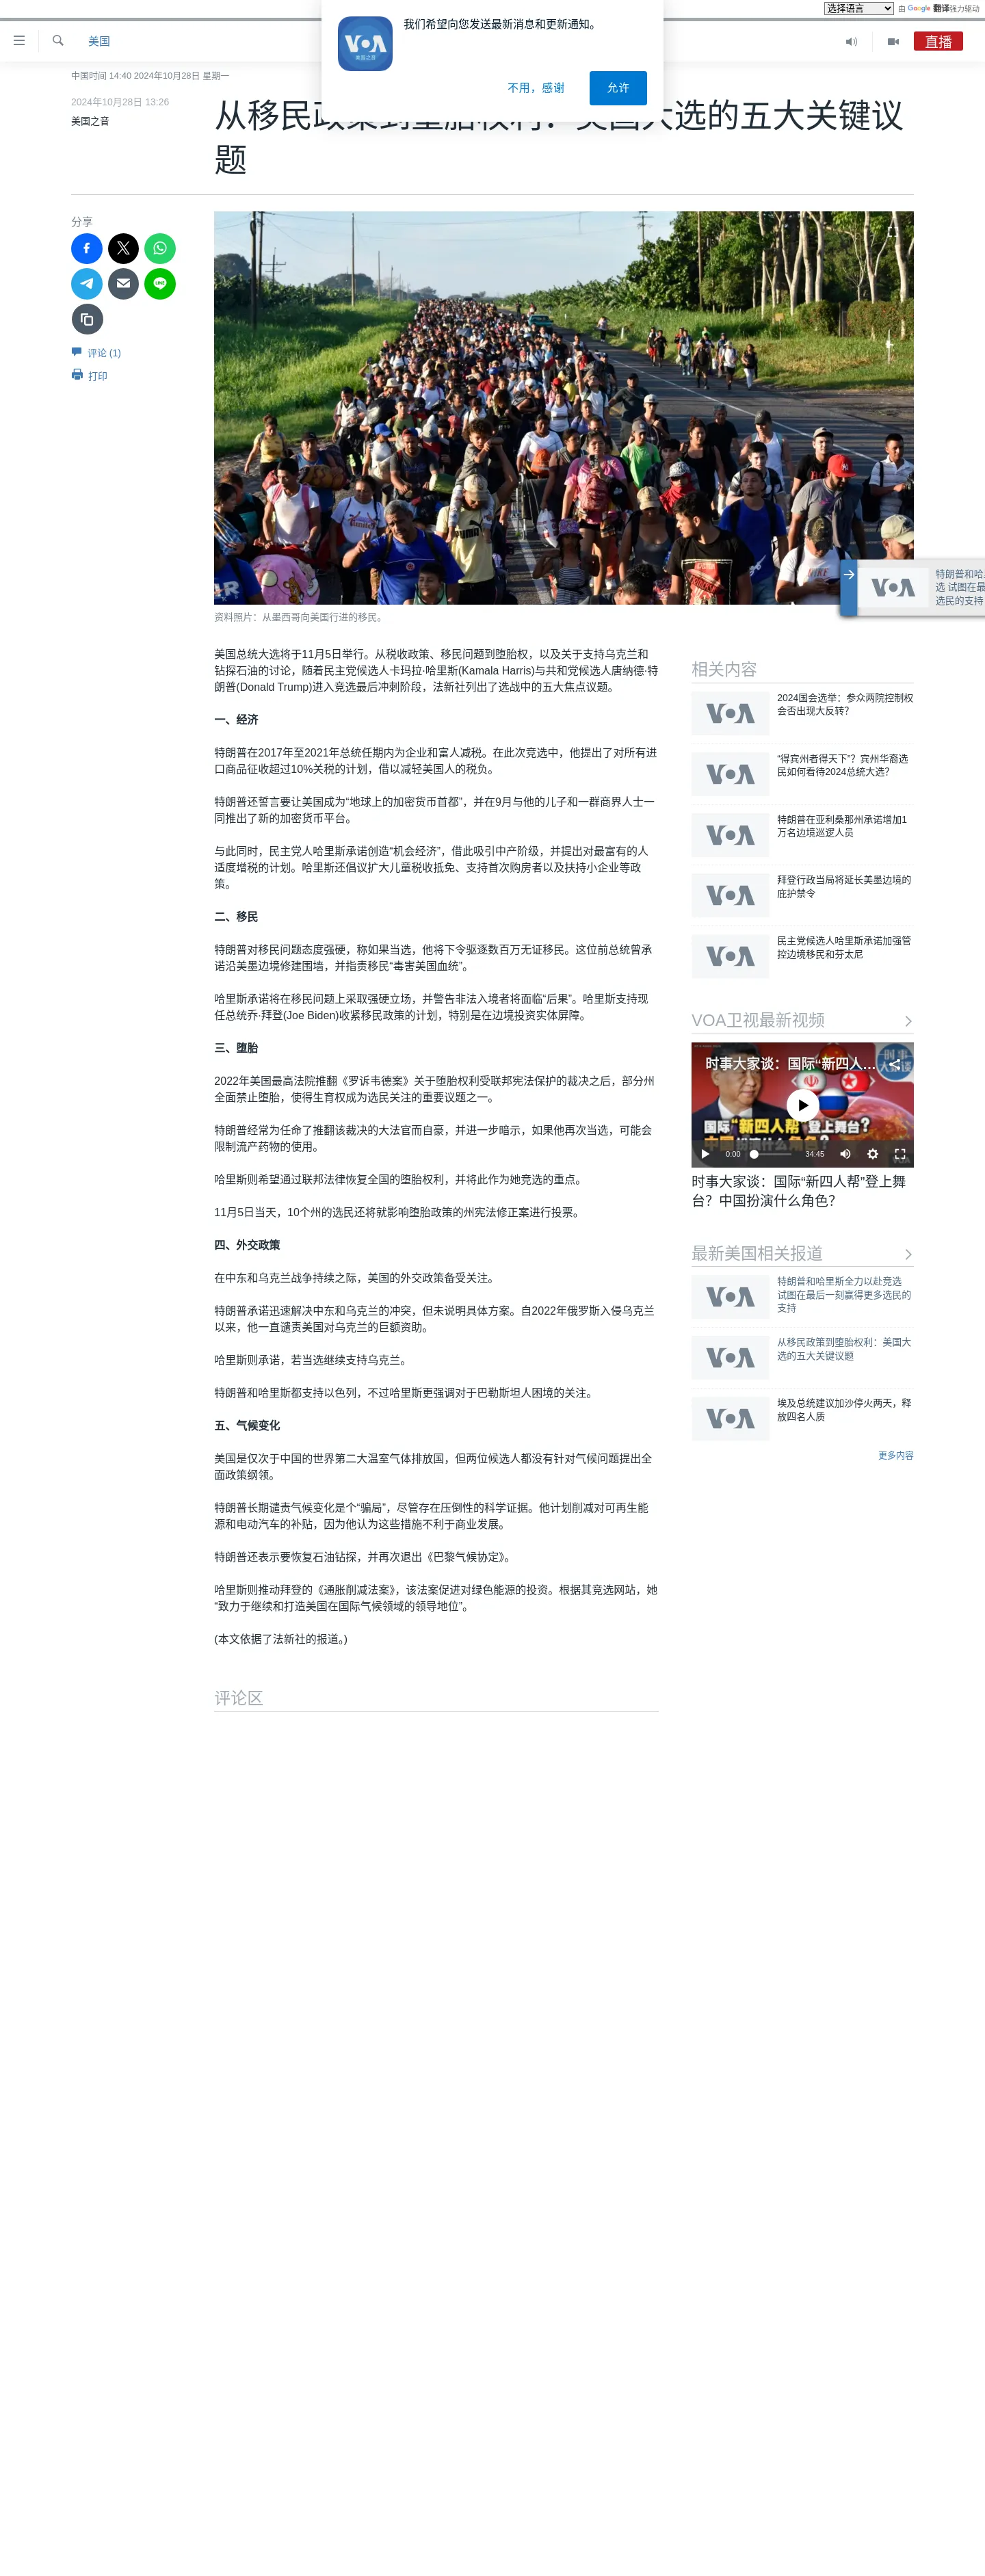 选择语言
由 Google 翻译强力驱动
美国
直播
VOA
美国之音
我们希望向您发送最新消息和更新通知。
不用，感谢
允许
中国时间 14:40 2024年10月28日 星期一
2024年10月28日 13:26
美国之音
从移民政策到堕胎权利：美国大选的五大关键议
题
分享
评论 (1)
打印
资料照片：从墨西哥向美国行进的移民。
VOA
特朗普和哈
选 试图在最
选民的支持
美国总统大选将于11月5日举行。从税收政策、移民问题到堕胎权，以及关于支持乌克兰和
钻探石油的讨论，随着民主党候选人卡玛拉·哈里斯(Kamala Harris)与共和党候选人唐纳德·特
朗普(Donald Trump)进入竞选最后冲刺阶段，法新社列出了选战中的五大焦点议题。
一、经济
特朗普在2017年至2021年总统任期内为企业和富人减税。在此次竞选中，他提出了对所有进
口商品征收超过10%关税的计划，借以减轻美国人的税负。
特朗普还誓言要让美国成为“地球上的加密货币首都”，并在9月与他的儿子和一群商界人士一
同推出了新的加密货币平台。
与此同时，民主党人哈里斯承诺创造“机会经济”，借此吸引中产阶级，并提出对最富有的人
适度增税的计划。哈里斯还倡议扩大儿童税收抵免、支持首次购房者以及扶持小企业等政
策。
二、移民
特朗普对移民问题态度强硬，称如果当选，他将下令驱逐数百万无证移民。这位前总统曾承
诺沿美墨边境修建围墙，并指责移民“毒害美国血统”。
哈里斯承诺将在移民问题上采取强硬立场，并警告非法入境者将面临“后果”。哈里斯支持现
任总统乔·拜登(Joe Biden)收紧移民政策的计划，特别是在边境投资实体屏障。
三、堕胎
2022年美国最高法院推翻《罗诉韦德案》关于堕胎权利受联邦宪法保护的裁决之后，部分州
全面禁止堕胎，使得生育权成为选民关注的重要议题之一。
特朗普经常为任命了推翻该裁决的大法官而自豪，并进一步暗示，如果他再次当选，可能会
限制流产药物的使用。
哈里斯则希望通过联邦法律恢复全国的堕胎权利，并将此作为她竞选的重点。
11月5日当天，10个州的选民还将就影响堕胎政策的州宪法修正案进行投票。
四、外交政策
在中东和乌克兰战争持续之际，美国的外交政策备受关注。
特朗普承诺迅速解决中东和乌克兰的冲突，但未说明具体方案。自2022年俄罗斯入侵乌克兰
以来，他一直谴责美国对乌克兰的巨额资助。
哈里斯则承诺，若当选继续支持乌克兰。
特朗普和哈里斯都支持以色列，不过哈里斯更强调对于巴勒斯坦人困境的关注。
五、气候变化
美国是仅次于中国的世界第二大温室气体排放国，但两位候选人都没有针对气候问题提出全
面政策纲领。
特朗普长期谴责气候变化是个“骗局”，尽管存在压倒性的科学证据。他计划削减对可再生能
源和电动汽车的补贴，因为他认为这些措施不利于商业发展。
特朗普还表示要恢复石油钻探，并再次退出《巴黎气候协定》。
哈里斯则推动拜登的《通胀削减法案》，该法案促进对绿色能源的投资。根据其竞选网站，她
“致力于继续和打造美国在国际气候领域的领导地位”。
(本文依据了法新社的报道。)
评论区
相关内容
VOA
2024国会选举：参众两院控制权
会否出现大反转？
VOA
“得宾州者得天下”？宾州华裔选
民如何看待2024总统大选？
VOA
特朗普在亚利桑那州承诺增加1
万名边境巡逻人员
VOA
拜登行政当局将延长美墨边境的
庇护禁令
VOA
民主党候选人哈里斯承诺加强管
控边境移民和芬太尼
VOA卫视最新视频
时事大家谈：国际“新四人...
国际“新四人帮”登上舞台？
中国扮演什么角色？
0:00
34:45
时事大家谈：国际“新四人帮”登上舞
台？中国扮演什么角色？
最新美国相关报道
VOA
特朗普和哈里斯全力以赴竞选
试图在最后一刻赢得更多选民的
支持
VOA
从移民政策到堕胎权利：美国大
选的五大关键议题
VOA
埃及总统建议加沙停火两天，释
放四名人质
更多内容